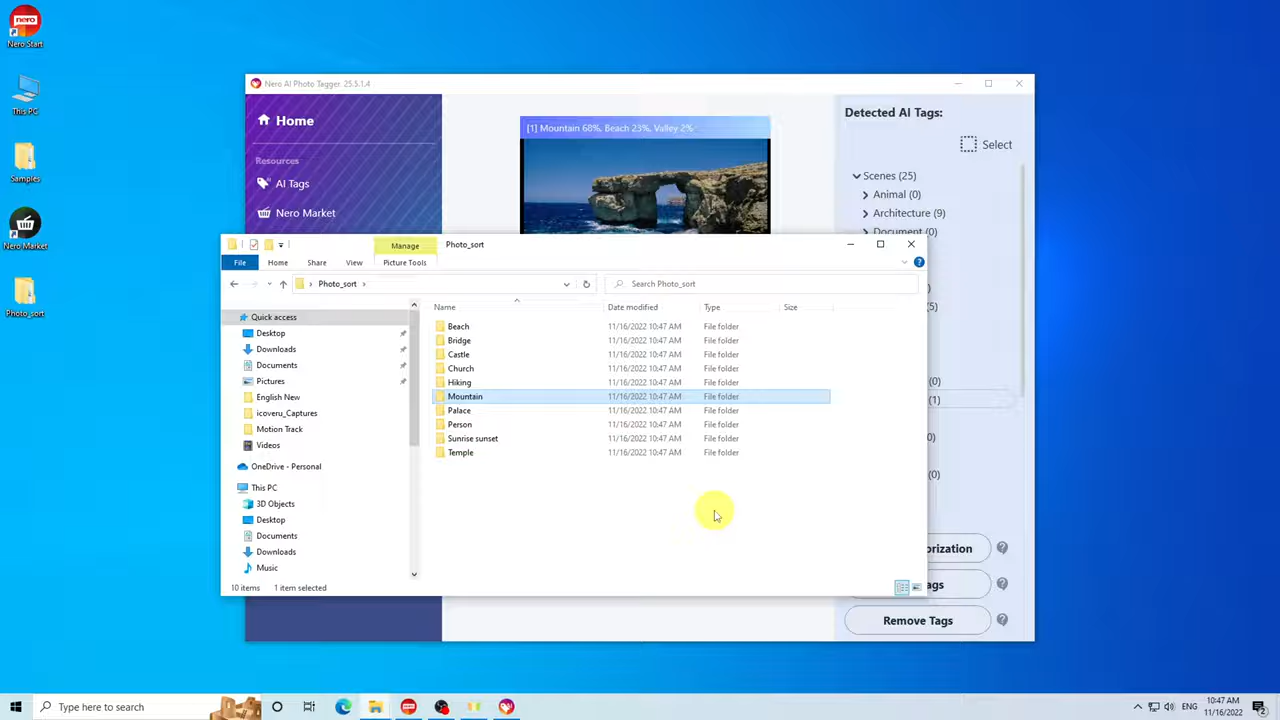 Nero Start
This PC
Samples
Nero Market
Photo_sort
Nero AI Photo Tagger 25.5.1.4
Home
Resources
AI Tags
Nero Market
[1] Mountain 68%, Beach 23%, Valley 2%
Detected AI Tags:
Select
Scenes (25)
Animal (0)
Architecture (9)
Document (0)
(5)
(0)
(1)
(0)
orization
ags
Remove Tags
Manage
Photo_sort
File
Home
Share
View
Picture Tools
Photo_sort
Search Photo_sort
Name
Date modified
Type
Size
Quick access
Desktop
Downloads
Documents
Pictures
English New
icoveru_Captures
Motion Track
Videos
OneDrive - Personal
This PC
3D Objects
Desktop
Documents
Downloads
Music
Beach 11/16/2022 10:47 AM File folder
Bridge 11/16/2022 10:47 AM File folder
Castle 11/16/2022 10:47 AM File folder
Church 11/16/2022 10:47 AM File folder
Hiking 11/16/2022 10:47 AM File folder
Mountain 11/16/2022 10:47 AM File folder
Palace 11/16/2022 10:47 AM File folder
Person 11/16/2022 10:47 AM File folder
Sunrise sunset 11/16/2022 10:47 AM File folder
Temple 11/16/2022 10:47 AM File folder
10 items 1 item selected
Type here to search
ENG
10:47 AM
11/16/2022
2